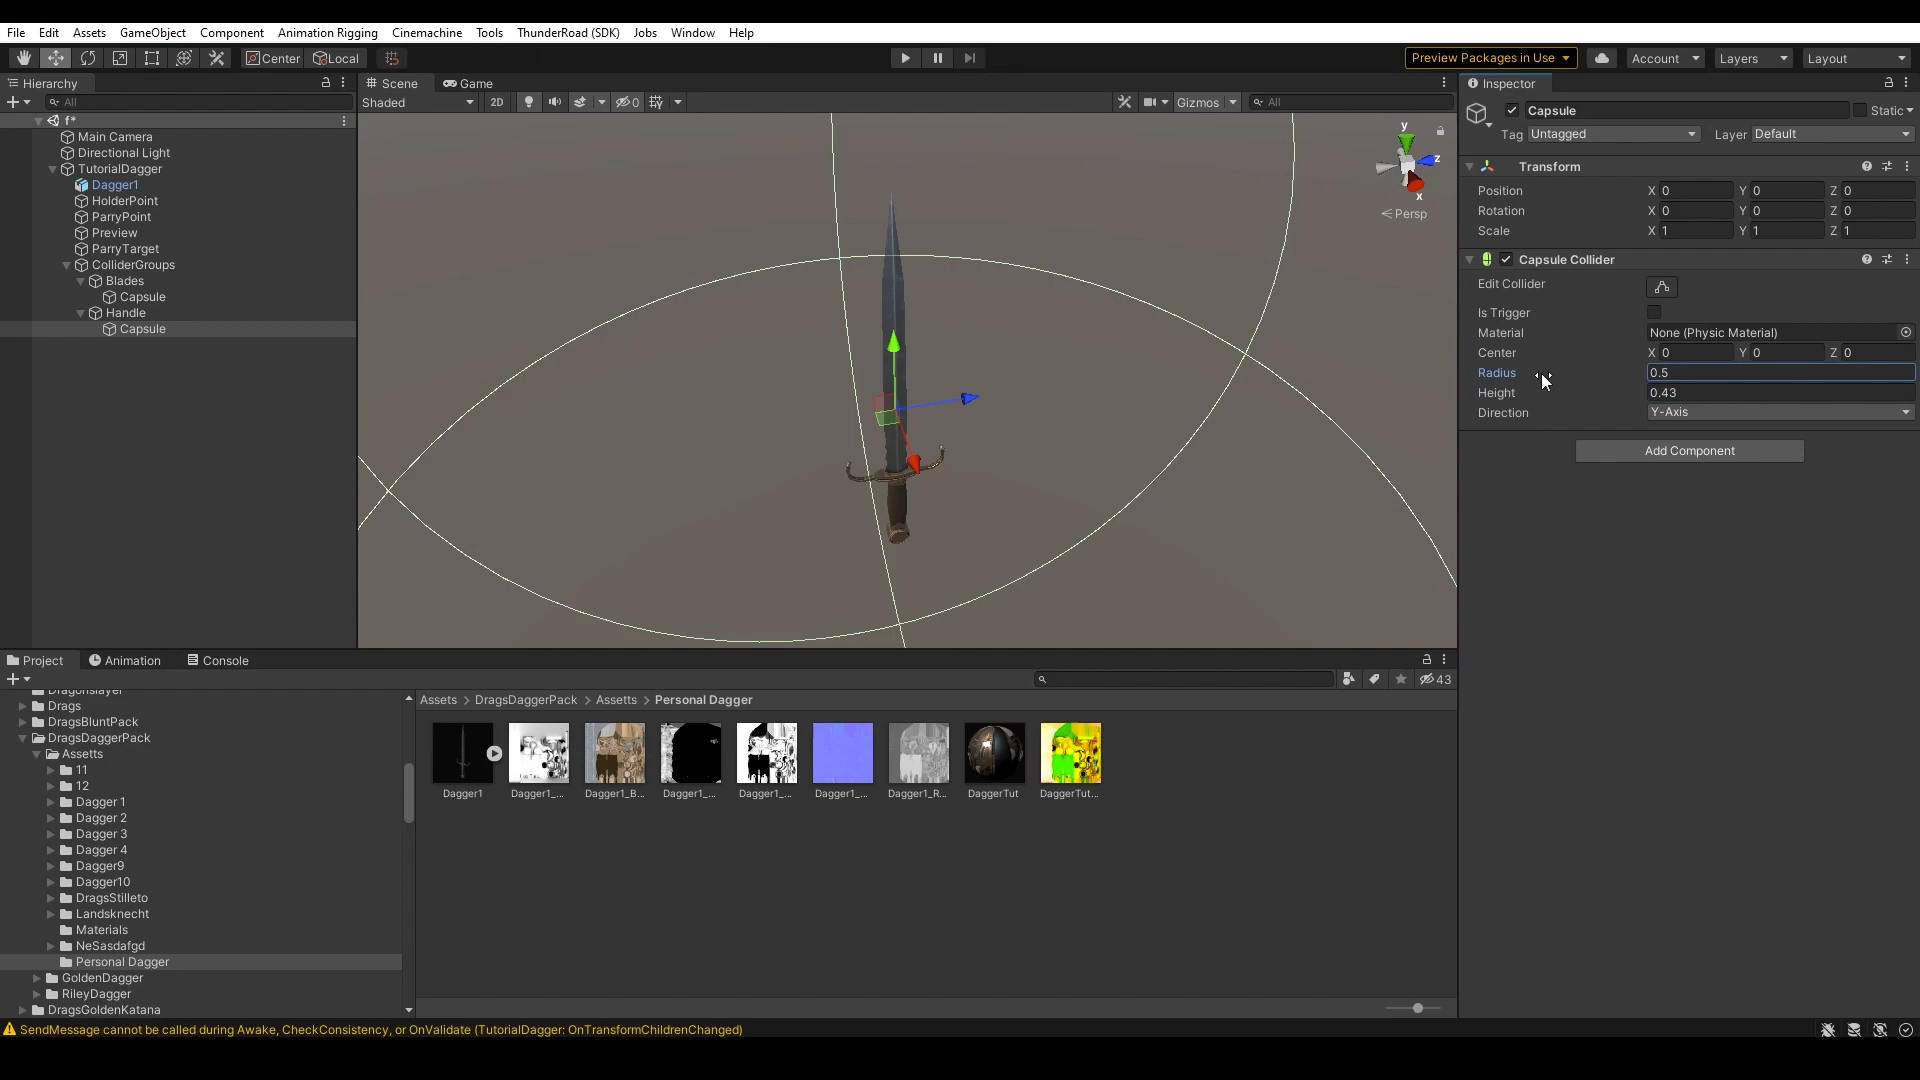 File Edit Assets GameObject Component Animation Rigging Cinemachine Tools ThunderRoad (SDK) Jobs Window Help
Center Local Preview Packages in Use Account Layers Layout
Hierarchy Scene Game Inspector
All Shaded 2D 0 Gizmos All
Capsule Static
Tag Untagged Layer Default
f*
Main Camera
Directional Light
TutorialDagger
Dagger1
HolderPoint
ParryPoint
Preview
ParryTarget
ColliderGroups
Blades
Capsule
Handle
Capsule
y
z
x
Persp
Transform
Position X 0 Y 0 Z 0
Rotation X 0 Y 0 Z 0
Scale X 1 Y 1 Z 1
Capsule Collider
Edit Collider
Is Trigger
Material None (Physic Material)
Center X 0 Y 0 Z 0
Radius 0.5
Height 0.43
Direction Y-Axis
Add Component
Project Animation Console
43
Dragonslayer
Drags
DragsBluntPack
DragsDaggerPack
Assetts
11
12
Dagger 1
Dagger 2
Dagger 3
Dagger 4
Dagger9
Dagger10
DragsStilleto
Landsknecht
Materials
NeSasdafgd
Personal Dagger
GoldenDagger
RileyDagger
DragsGoldenKatana
Assets > DragsDaggerPack > Assetts > Personal Dagger
Dagger1 Dagger1_... Dagger1_B... Dagger1_... Dagger1_... Dagger1_... Dagger1_R... DaggerTut DaggerTut...
SendMessage cannot be called during Awake, CheckConsistency, or OnValidate (TutorialDagger: OnTransformChildrenChanged)